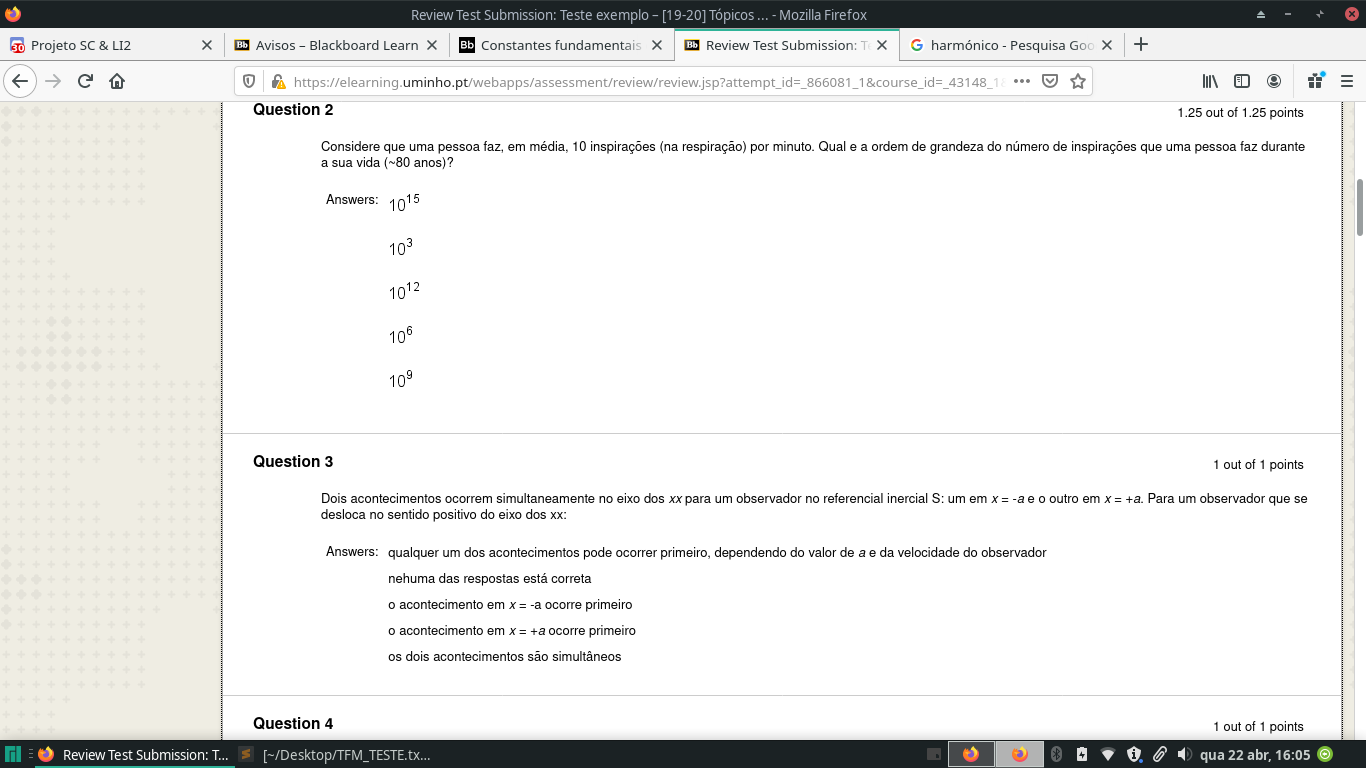 Review Test Submission: Teste exemplo – [19-20] Tópicos ... - Mozilla Firefox
Projeto SC & LI2
Avisos – Blackboard Learn
Constantes fundamentais
Review Test Submission: T
harmónico - Pesquisa Goo
https://elearning.uminho.pt/webapps/assessment/review/review.jsp?attempt_id=_866081_1&course_id=_43148_1&
Question 2
1.25 out of 1.25 points
Considere que uma pessoa faz, em média, 10 inspirações (na respiração) por minuto. Qual e a ordem de grandeza do número de inspirações que uma pessoa faz durante
a sua vida (~80 anos)?
Answers: 10^15
10^3
10^12
10^6
10^9
Question 3
1 out of 1 points
Dois acontecimentos ocorrem simultaneamente no eixo dos xx para um observador no referencial inercial S: um em x = -a e o outro em x = +a. Para um observador que se
desloca no sentido positivo do eixo dos xx:
Answers: qualquer um dos acontecimentos pode ocorrer primeiro, dependendo do valor de a e da velocidade do observador
nehuma das respostas está correta
o acontecimento em x = -a ocorre primeiro
o acontecimento em x = +a ocorre primeiro
os dois acontecimentos são simultâneos
Question 4
1 out of 1 points
Review Test Submission: T...
[~/Desktop/TFM_TESTE.tx...
qua 22 abr, 16:05